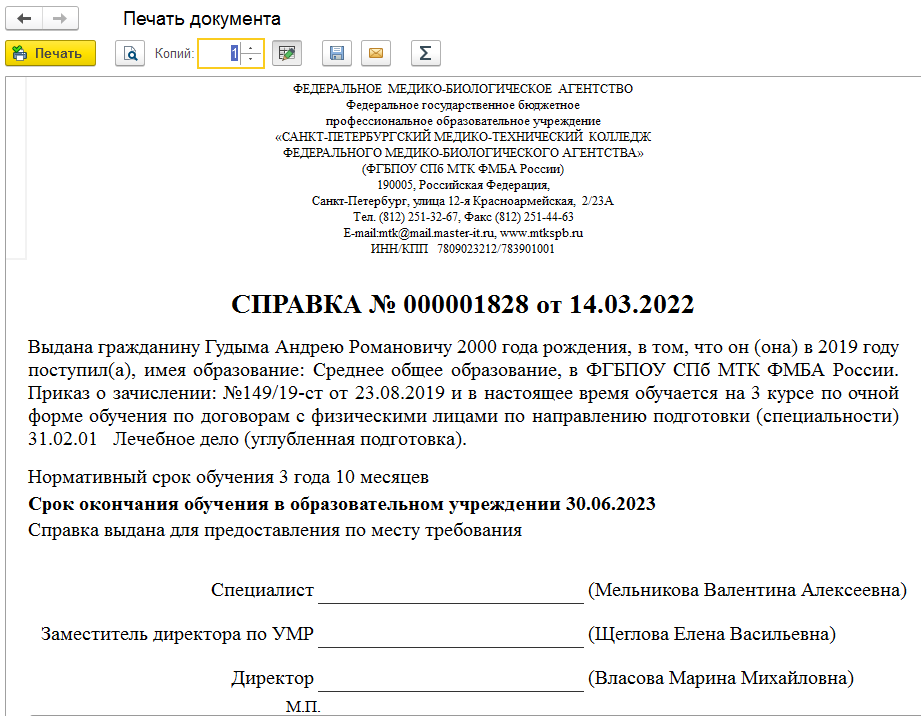 Печать документа
Печать Копий: 1 Σ
ФЕДЕРАЛЬНОЕ МЕДИКО-БИОЛОГИЧЕСКОЕ АГЕНТСТВО
Федеральное государственное бюджетное
профессиональное образовательное учреждение
«САНКТ-ПЕТЕРБУРГСКИЙ МЕДИКО-ТЕХНИЧЕСКИЙ КОЛЛЕДЖ
ФЕДЕРАЛЬНОГО МЕДИКО-БИОЛОГИЧЕСКОГО АГЕНТСТВА»
(ФГБПОУ СПб МТК ФМБА России)
190005, Российская Федерация,
Санкт-Петербург, улица 12-я Красноармейская, 2/23А
Тел. (812) 251-32-67, Факс (812) 251-44-63
E-mail:mtk@mail.master-it.ru, www.mtkspb.ru
ИНН/КПП 7809023212/783901001
СПРАВКА № 000001828 от 14.03.2022
Выдана гражданину Гудыма Андрею Романовичу 2000 года рождения, в том, что он (она) в 2019 году
поступил(а), имея образование: Среднее общее образование, в ФГБПОУ СПб МТК ФМБА России.
Приказ о зачислении: №149/19-ст от 23.08.2019 и в настоящее время обучается на 3 курсе по очной
форме обучения по договорам с физическими лицами по направлению подготовки (специальности)
31.02.01 Лечебное дело (углубленная подготовка).
Нормативный срок обучения 3 года 10 месяцев
Срок окончания обучения в образовательном учреждении 30.06.2023
Справка выдана для предоставления по месту требования
Специалист (Мельникова Валентина Алексеевна)
Заместитель директора по УМР (Щеглова Елена Васильевна)
Директор (Власова Марина Михайловна)
М.П.